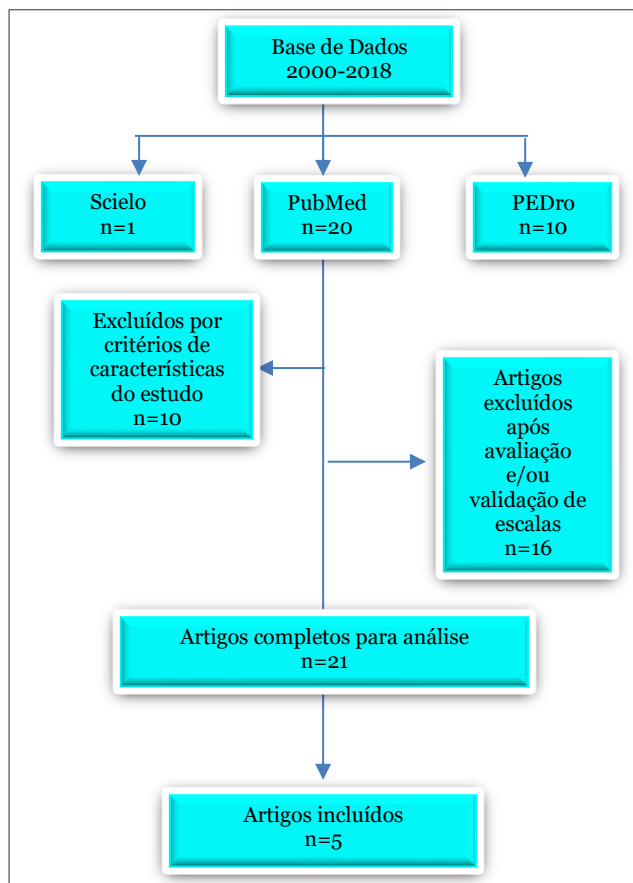 Base de Dados
2000-2018
Scielo
n=1
PubMed
n=20
PEDro
n=10
Excluídos por
critérios de
características
do estudo
n=10
Artigos
excluídos
após
avaliação
e/ou
validação de
escalas
n=16
Artigos completos para análise
n=21
Artigos incluídos
n=5